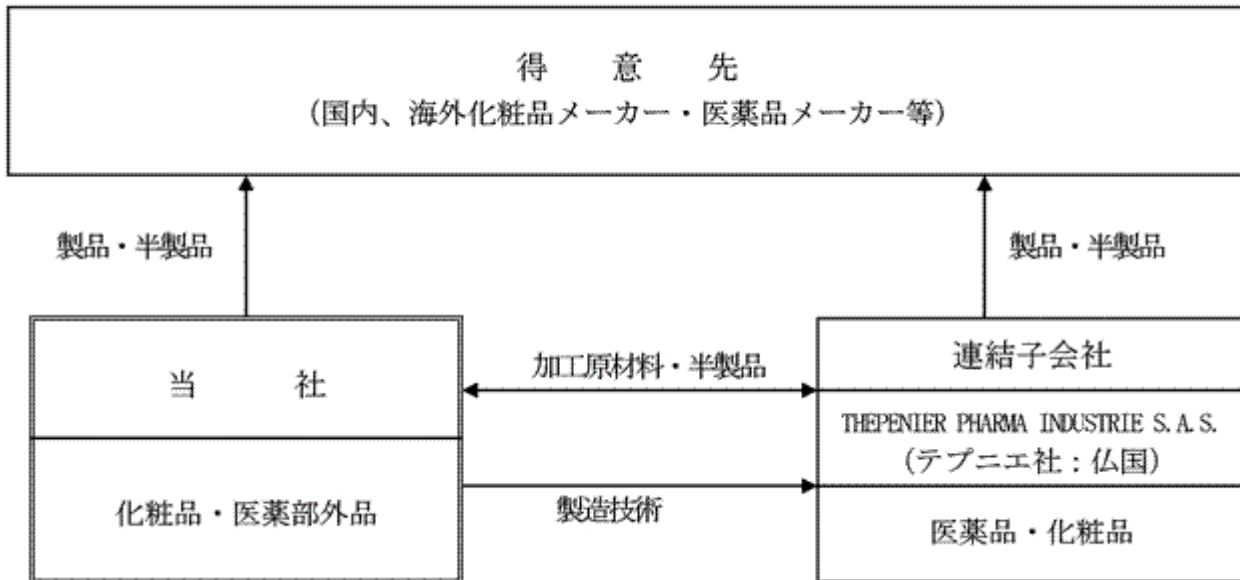 得 意 先
(国内、海外化粧品メーカー・医薬品メーカー等)
製品・半製品
製品・半製品
当 社
加工原材料・半製品
連結子会社
THEPENIER PHARMA INDUSTRIE S.A.S.
(テプニエ社:仏国)
化粧品・医薬部外品
製造技術
医薬品・化粧品